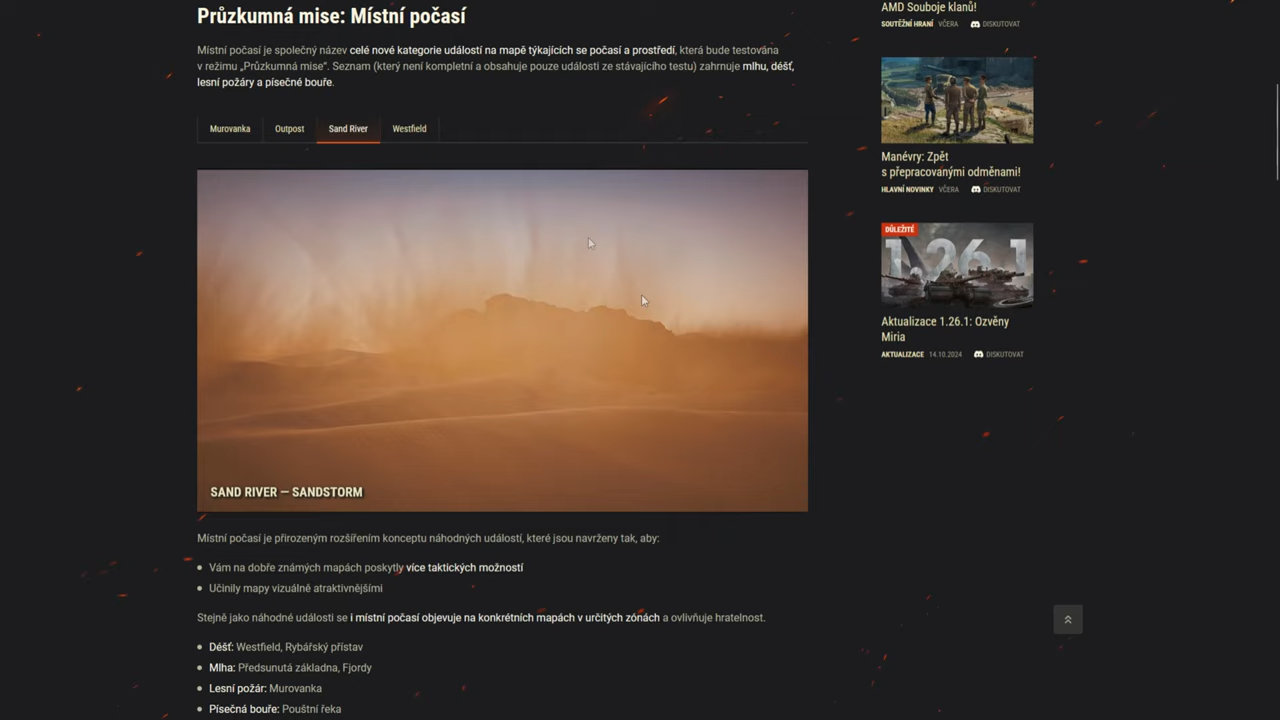 Průzkumná mise: Místní počasí
Místní počasí je společný název celé nové kategorie událostí na mapě týkajících se počasí a prostředí, která bude testována
v režimu „Průzkumná mise“. Seznam (který není kompletní a obsahuje pouze události ze stávajícího testu) zahrnuje mlhu, déšť,
lesní požáry a písečné bouře.
Murovanka Outpost Sand River Westfield
SAND RIVER — SANDSTORM
Místní počasí je přirozeným rozšířením konceptu náhodných událostí, které jsou navrženy tak, aby:
Vám na dobře známých mapách poskytly více taktických možností
Učinily mapy vizuálně atraktivnějšími
Stejně jako náhodné události se i místní počasí objevuje na konkrétních mapách v určitých zónách a ovlivňuje hratelnost.
Déšť: Westfield, Rybářský přístav
Mlha: Předsunutá základna, Fjordy
Lesní požár: Murovanka
Písečná bouře: Pouštní řeka
AMD Souboje klanů!
SOUTĚŽNÍ HRANÍ VČERA DISKUTOVAT
Manévry: Zpět
s přepracovanými odměnami!
HLAVNÍ NOVINKY VČERA DISKUTOVAT
DŮLEŽITÉ
1.26.1
Aktualizace 1.26.1: Ozvěny
Miria
AKTUALIZACE 14.10.2024 DISKUTOVAT